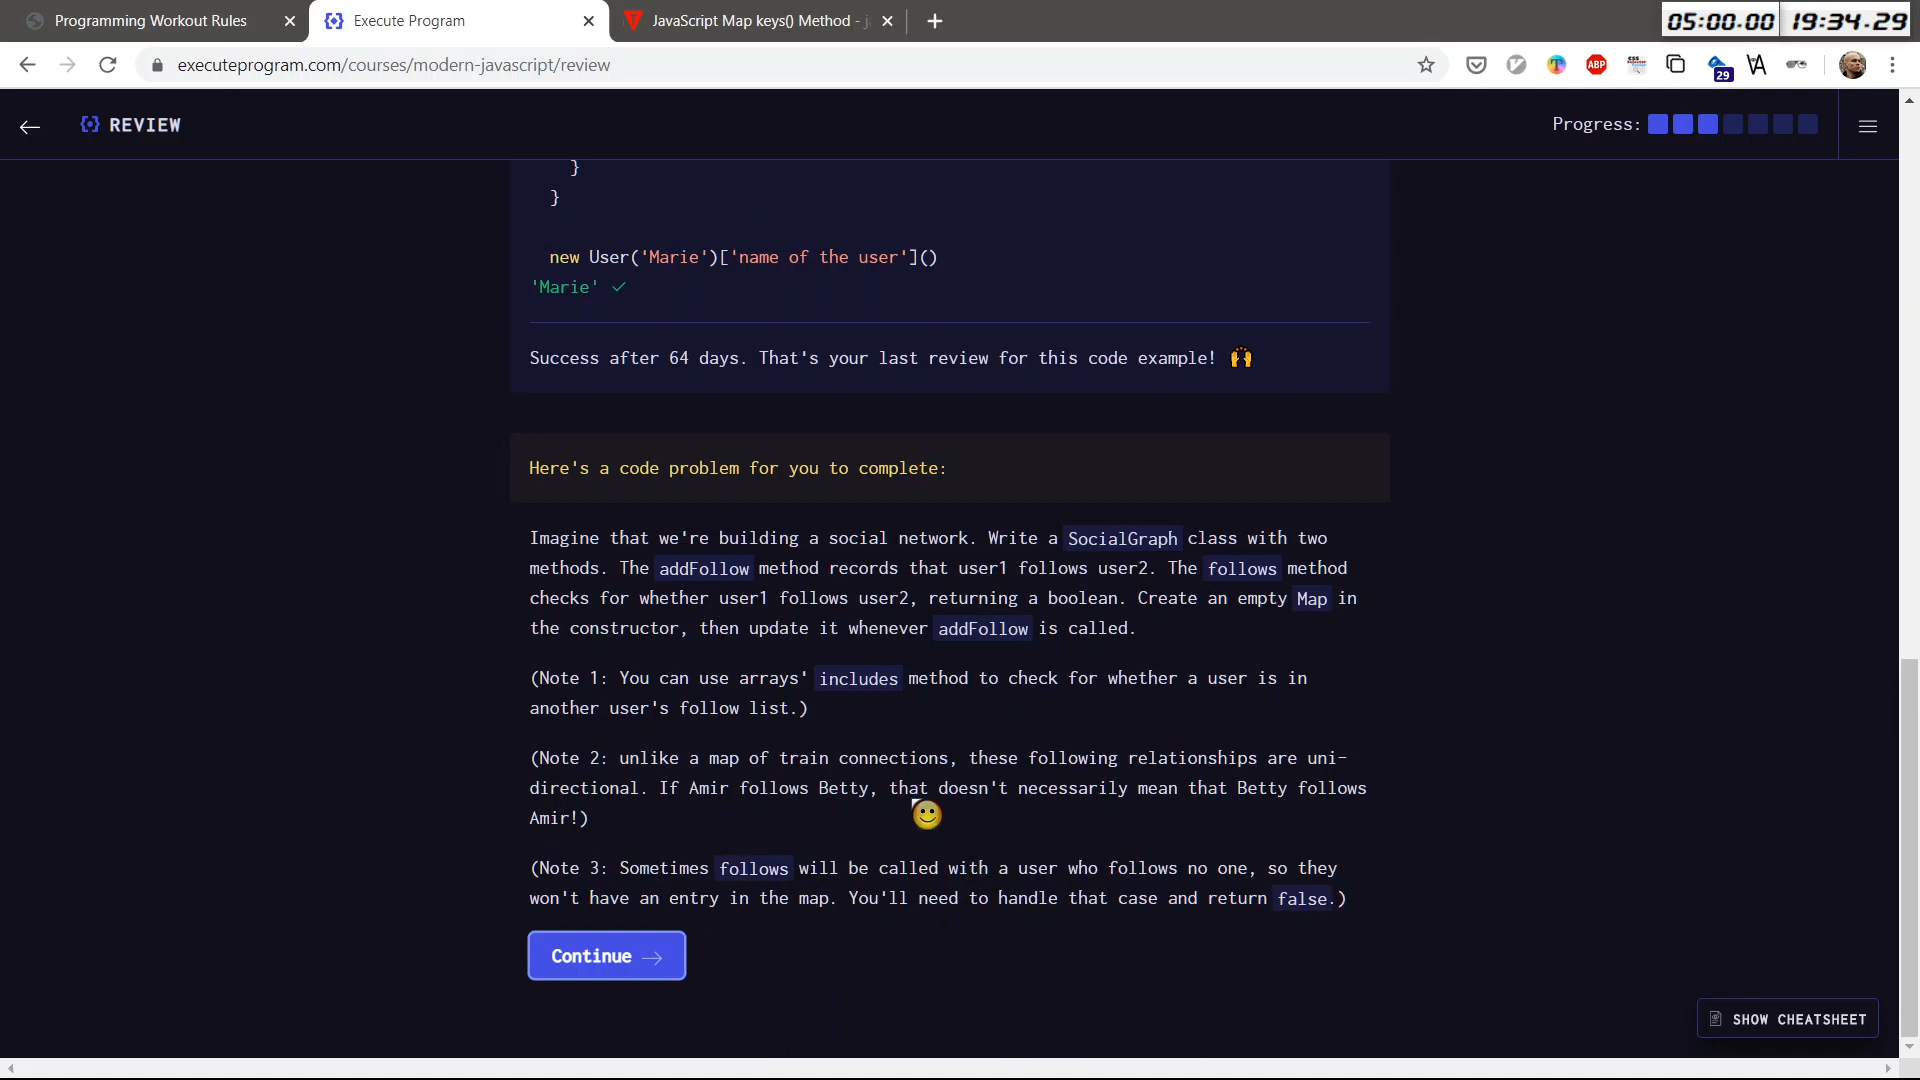 Programming Workout Rules
Execute Program
JavaScript Map keys() Method - j
05:00.00 19:34.29
executeprogram.com/courses/modern-javascript/review
ABP
CSS
29
REVIEW
Progress:
}
}
new User('Marie')['name of the user']()
'Marie' ✓
Success after 64 days. That's your last review for this code example! 🙌
Here's a code problem for you to complete:
Imagine that we're building a social network. Write a SocialGraph class with two
methods. The addFollow method records that user1 follows user2. The follows method
checks for whether user1 follows user2, returning a boolean. Create an empty Map in
the constructor, then update it whenever addFollow is called.
(Note 1: You can use arrays' includes method to check for whether a user is in
another user's follow list.)
(Note 2: unlike a map of train connections, these following relationships are uni-
directional. If Amir follows Betty, that doesn't necessarily mean that Betty follows
Amir!)
(Note 3: Sometimes follows will be called with a user who follows no one, so they
won't have an entry in the map. You'll need to handle that case and return false.)
Continue →
SHOW CHEATSHEET